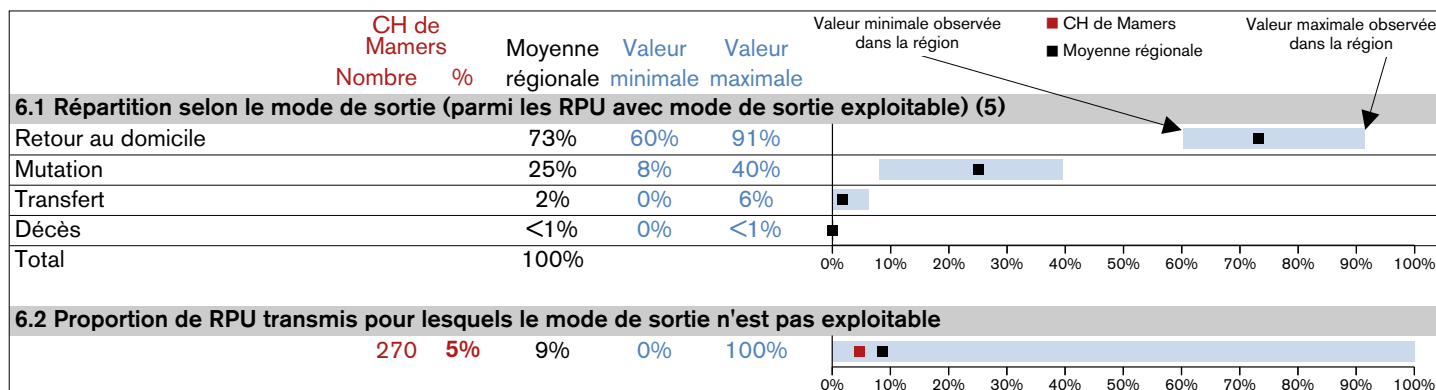 CH de Mamers
Nombre % Moyenne régionale Valeur minimale Valeur maximale
Valeur minimale observée dans la région
CH de Mamers
Moyenne régionale
Valeur maximale observée dans la région
6.1 Répartition selon le mode de sortie (parmi les RPU avec mode de sortie exploitable) (5)
Retour au domicile 73% 60% 91%
Mutation 25% 8% 40%
Transfert 2% 0% 6%
Décès <1% 0% <1%
Total 100%
0% 10% 20% 30% 40% 50% 60% 70% 80% 90% 100%
6.2 Proportion de RPU transmis pour lesquels le mode de sortie n'est pas exploitable
270 5% 9% 0% 100%
0% 10% 20% 30% 40% 50% 60% 70% 80% 90% 100%